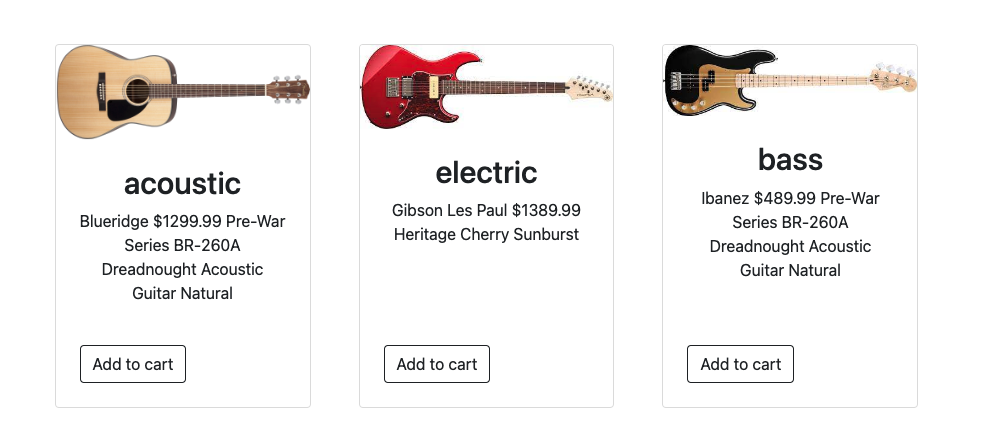 acoustic
Blueridge $1299.99 Pre-War
Series BR-260A
Dreadnought Acoustic
Guitar Natural
Add to cart
electric
Gibson Les Paul $1389.99
Heritage Cherry Sunburst
Add to cart
bass
Ibanez $489.99 Pre-War
Series BR-260A
Dreadnought Acoustic
Guitar Natural
Add to cart